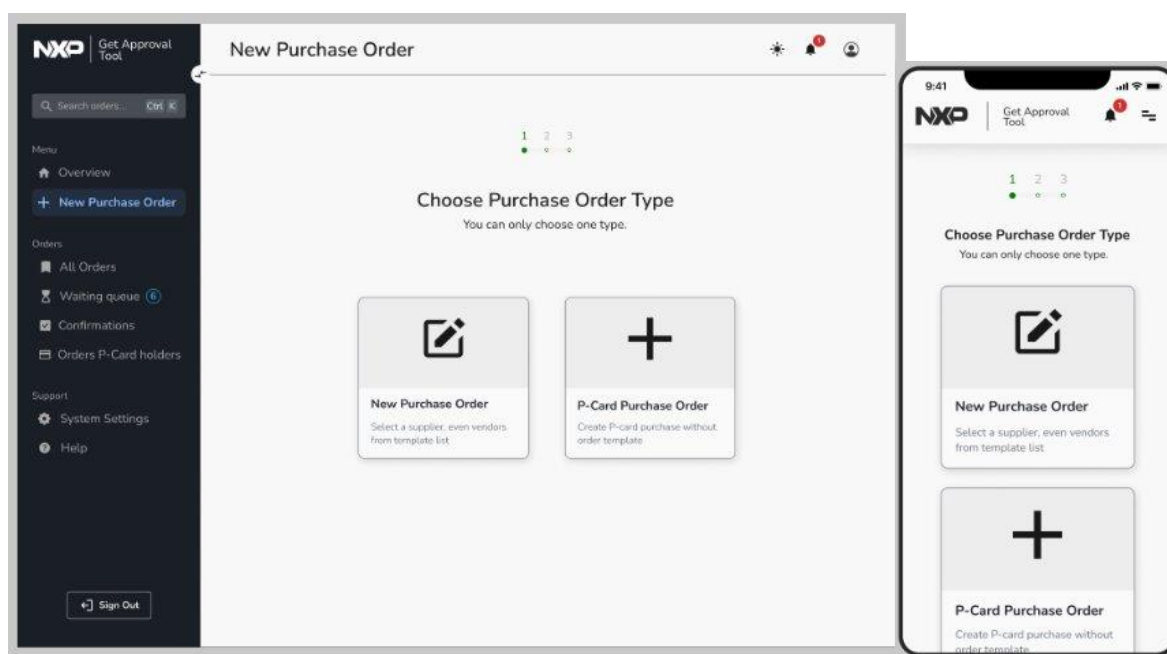 NXP
Get Approval
Tool
Search orders...
Ctrl K
Menu
Overview
New Purchase Order
Orders
All Orders
Waiting queue 6
Confirmations
Orders P-Card holders
Support
System Settings
Help
Sign Out
New Purchase Order
1
1 2 3
Choose Purchase Order Type
You can only choose one type.
New Purchase Order
Select a supplier, even vendors
from template list
P-Card Purchase Order
Create P-card purchase without
order template
9:41
NXP
Get Approval
Tool
1
1 2 3
Choose Purchase Order Type
You can only choose one type.
New Purchase Order
Select a supplier, even vendors
from template list
P-Card Purchase Order
Create P-card purchase without
order template